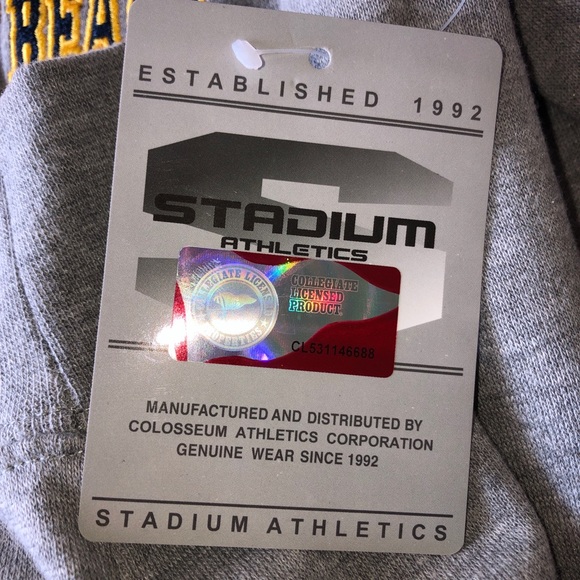 BEA
ESTABLISHED 1992
STADIUM
ATHLETICS
COLLEGIATE
LICENSED
PRODUCT
CL531146688
MANUFACTURED AND DISTRIBUTED BY
COLOSSEUM ATHLETICS CORPORATION
GENUINE WEAR SINCE 1992
STADIUM ATHLETICS